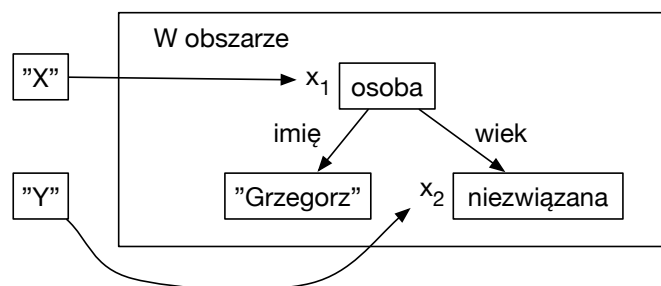 W obszarze
”X”
x1
osoba
imię
wiek
”Y”
”Grzegorz”
x2
niezwiązana